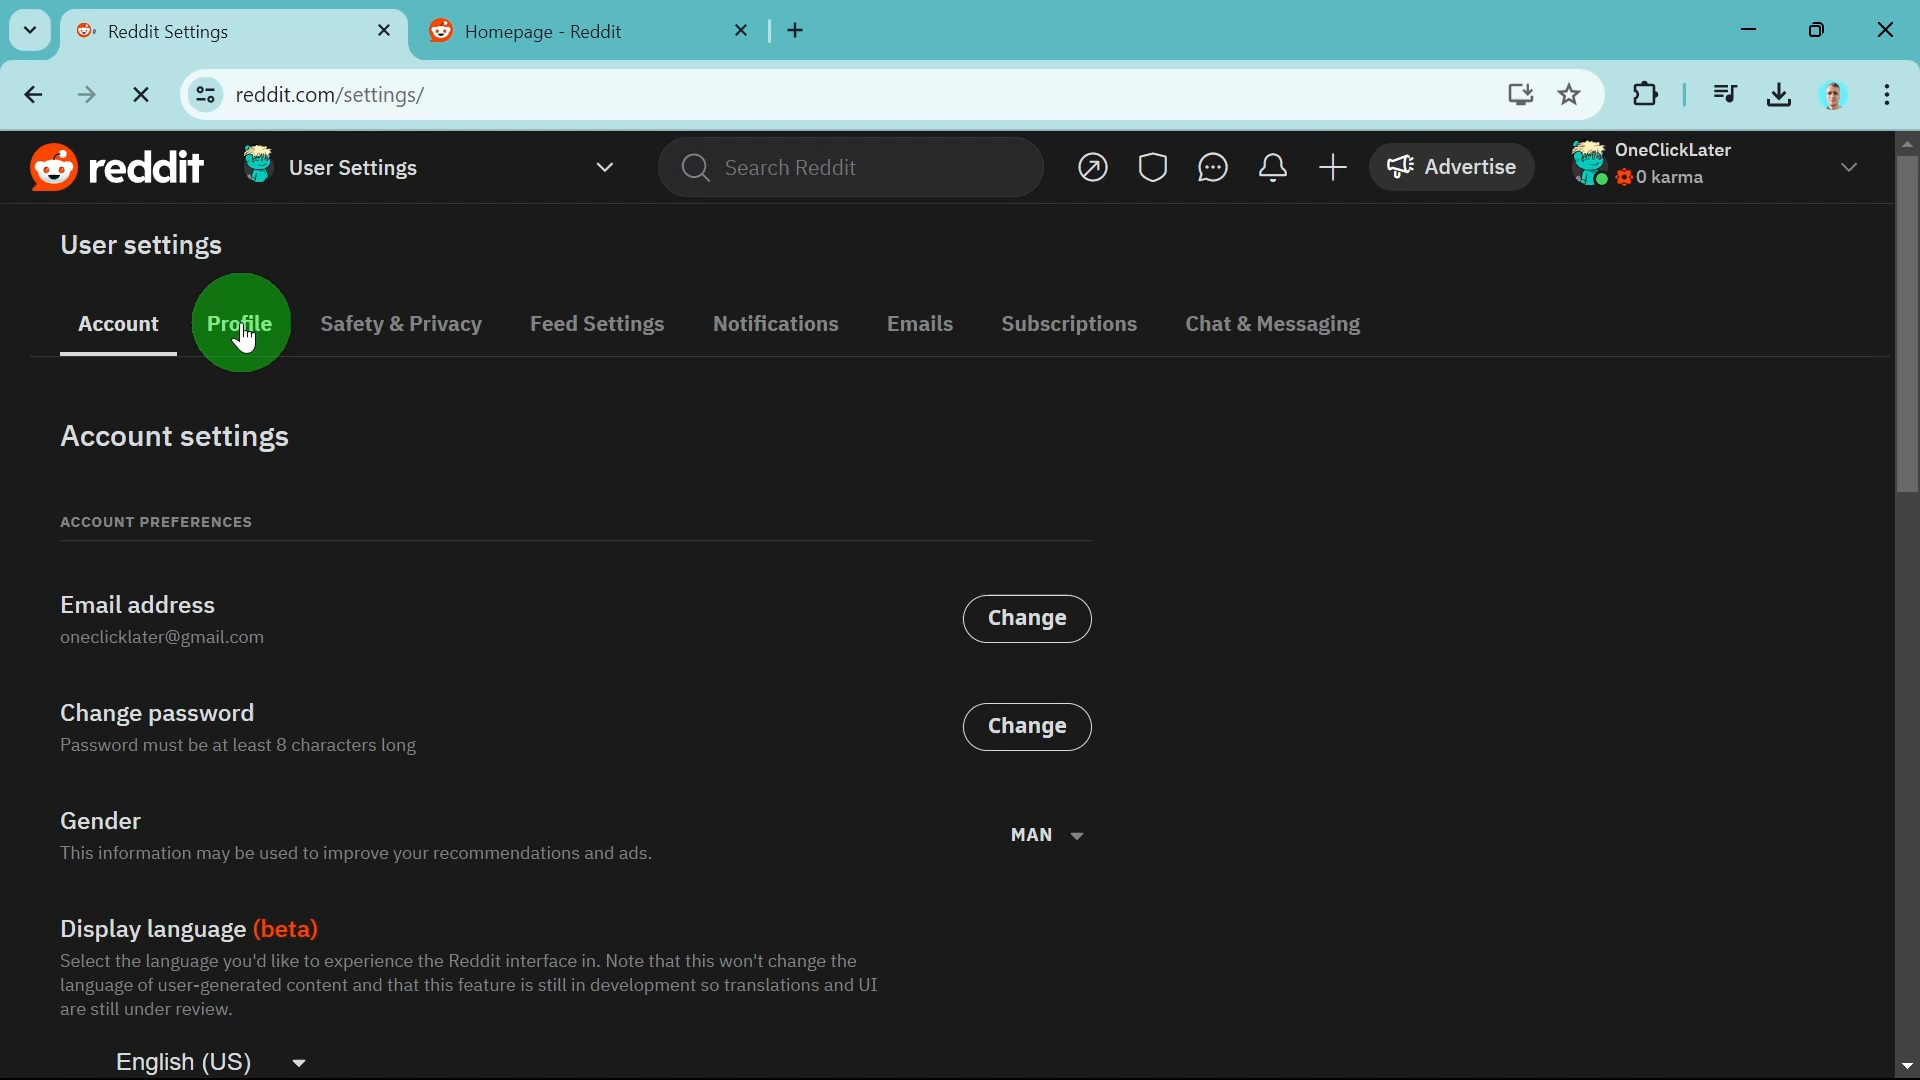 Reddit Settings
Homepage - Reddit
reddit.com/settings/
reddit
User Settings
Search Reddit
Advertise
OneClickLater
0 karma
User settings
Account
Profile
Safety & Privacy
Feed Settings
Notifications
Emails
Subscriptions
Chat & Messaging
Account settings
ACCOUNT PREFERENCES
Email address
Change
oneclicklater@gmail.com
Change password
Change
Password must be at least 8 characters long
Gender
MAN
This information may be used to improve your recommendations and ads.
Display language (beta)
Select the language you'd like to experience the Reddit interface in. Note that this won't change the
language of user-generated content and that this feature is still in development so translations and UI
are still under review.
English (US)